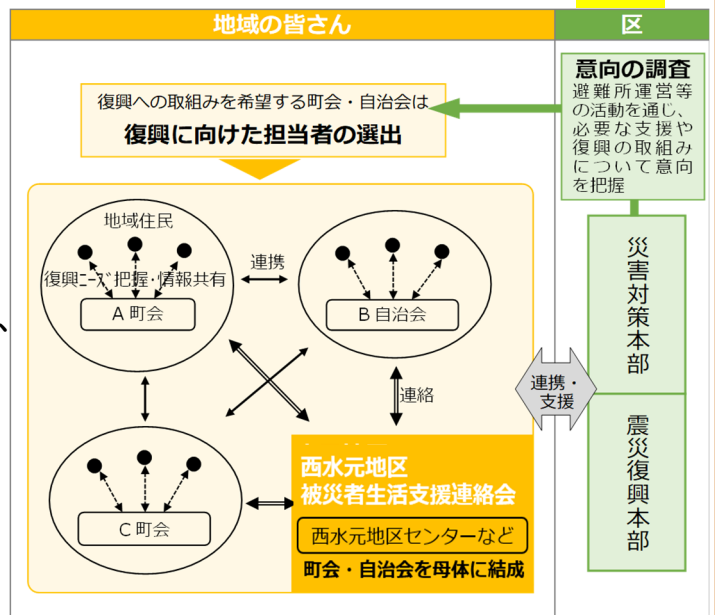 地域の皆さん
区
復興への取組みを希望する町会・自治会は
復興に向けた担当者の選出
意向の調査
避難所運営等
の活動を通じ、
必要な支援や
復興の取組み
について意向
を把握
地域住民
復興ﾆｰｽﾞ把握・情報共有
A 町会
連携
B 自治会
連絡
C 町会
西水元地区
被災者生活支援連絡会
西水元地区センターなど
町会・自治会を母体に結成
連携・
支援
災害対策本部
震災復興本部